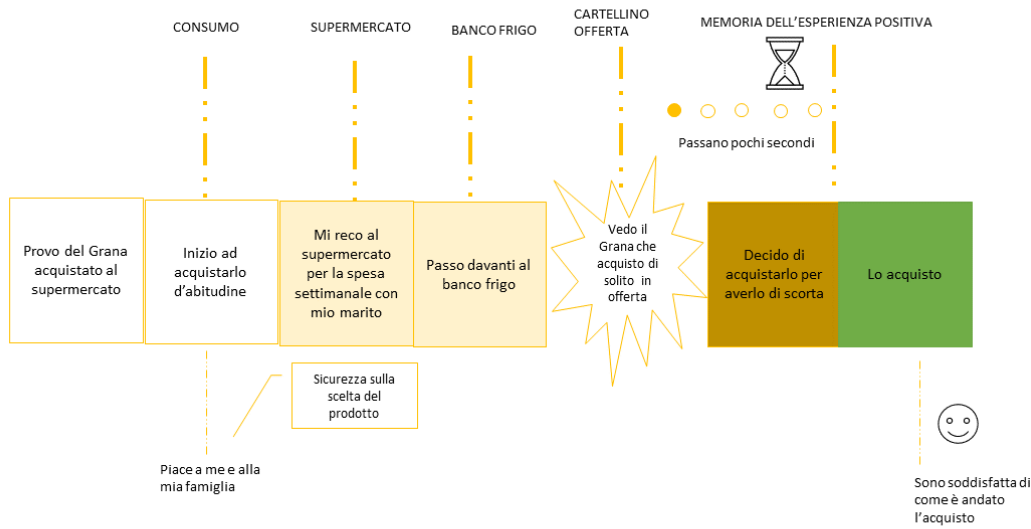 CONSUMO
SUPERMERCATO
BANCO FRIGO
CARTELLINO
OFFERTA
MEMORIA DELL'ESPERIENZA POSITIVA
Passano pochi secondi
Provo del Grana
acquistato al
supermercato
Inizio ad
acquistarlo
d'abitudine
Mi reco al
supermercato
per la spesa
settimanale con
mio marito
Passo davanti al
banco frigo
Vedo il
Grana che
acquisto di
solito in
offerta
Decido di
acquistarlo per
averlo di scorta
Lo acquisto
Sicurezza sulla
scelta del
prodotto
Piace a me e alla
mia famiglia
Sono soddisfatta di
come è andato
l'acquisto